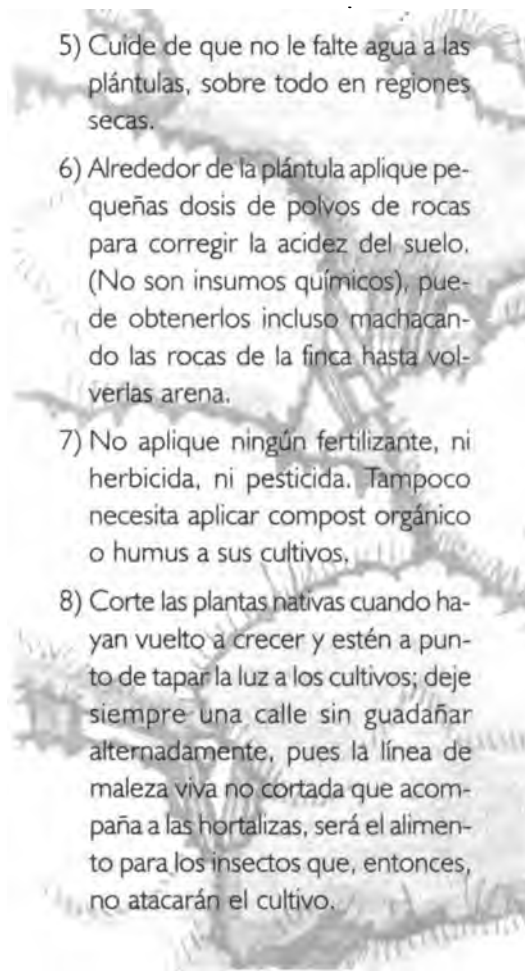 5) Cuide de que no le falte agua a las
plántulas, sobre todo en regiones
secas.
6) Alrededor de la plántula aplique pe-
queñas dosis de polvos de rocas
para corregir la acidez del suelo.
(No son insumos químicos), pue-
de obtenerlos incluso machacan-
do las rocas de la finca hasta vol-
verlas arena.
7) No aplique ningún fertilizante, ni
herbicida, ni pesticida. Tampoco
necesita aplicar compost orgánico
o humus a sus cultivos.
8) Corte las plantas nativas cuando ha-
yan vuelto a crecer y estén a pun-
to de tapar la luz a los cultivos; deje
siempre una calle sin guadañar
alternadamente, pues la línea de
maleza viva no cortada que acom-
paña a las hortalizas, será el alimen-
to para los insectos que, entonces,
no atacarán el cultivo.